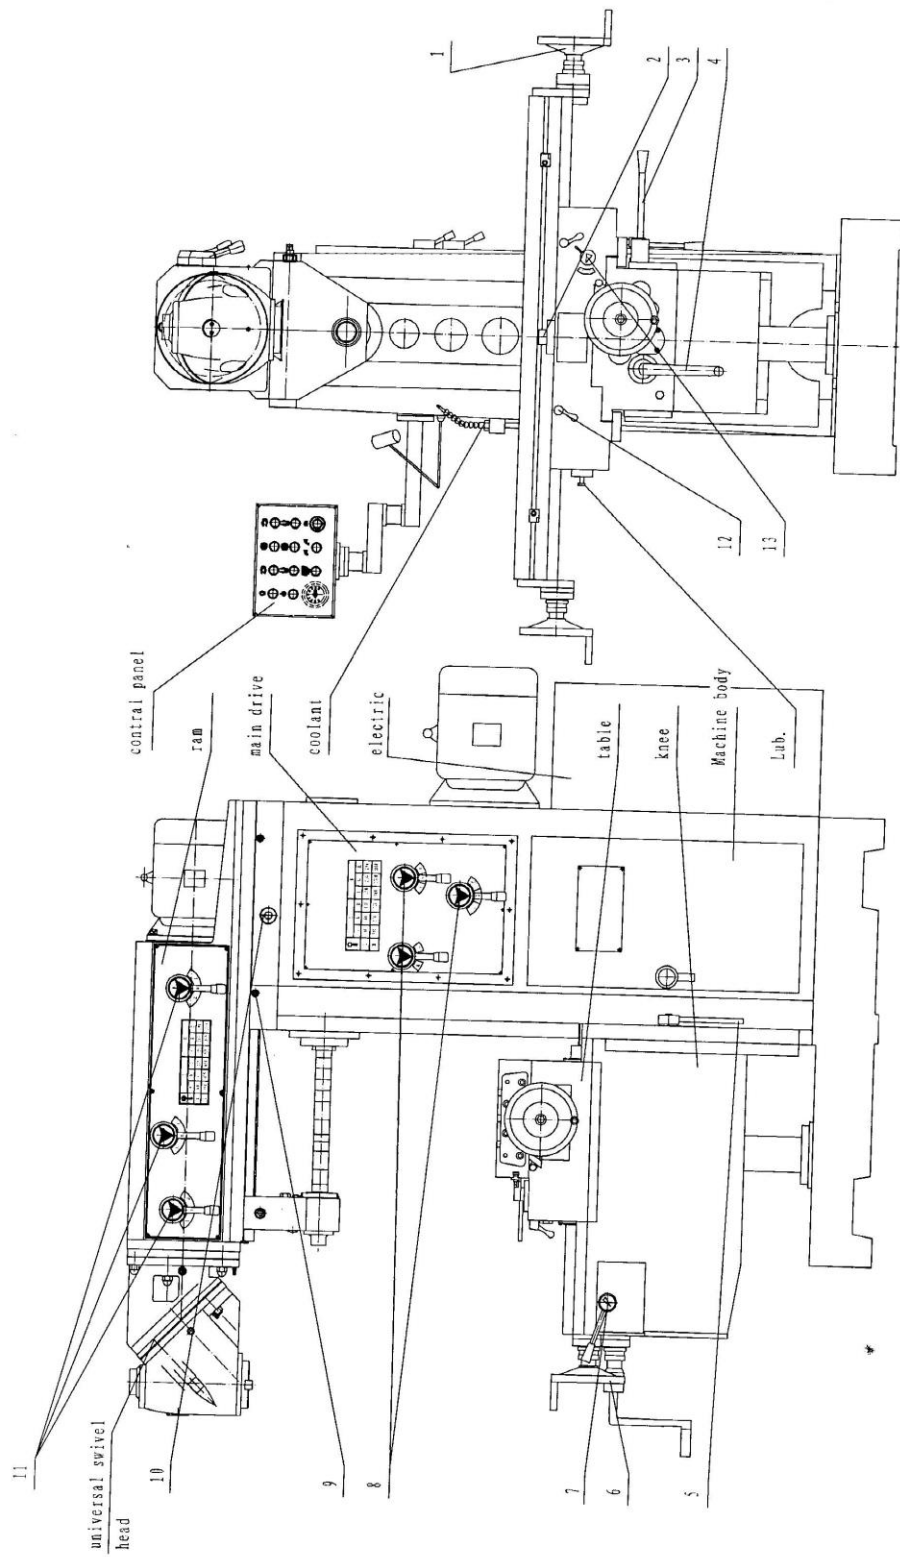 1
2
3
4
12
13
contral panel
ram
main drive
coolant
electric
table
knee
Machine body
Lub.
11
universal swivel
head
10
9
8
7
6
5